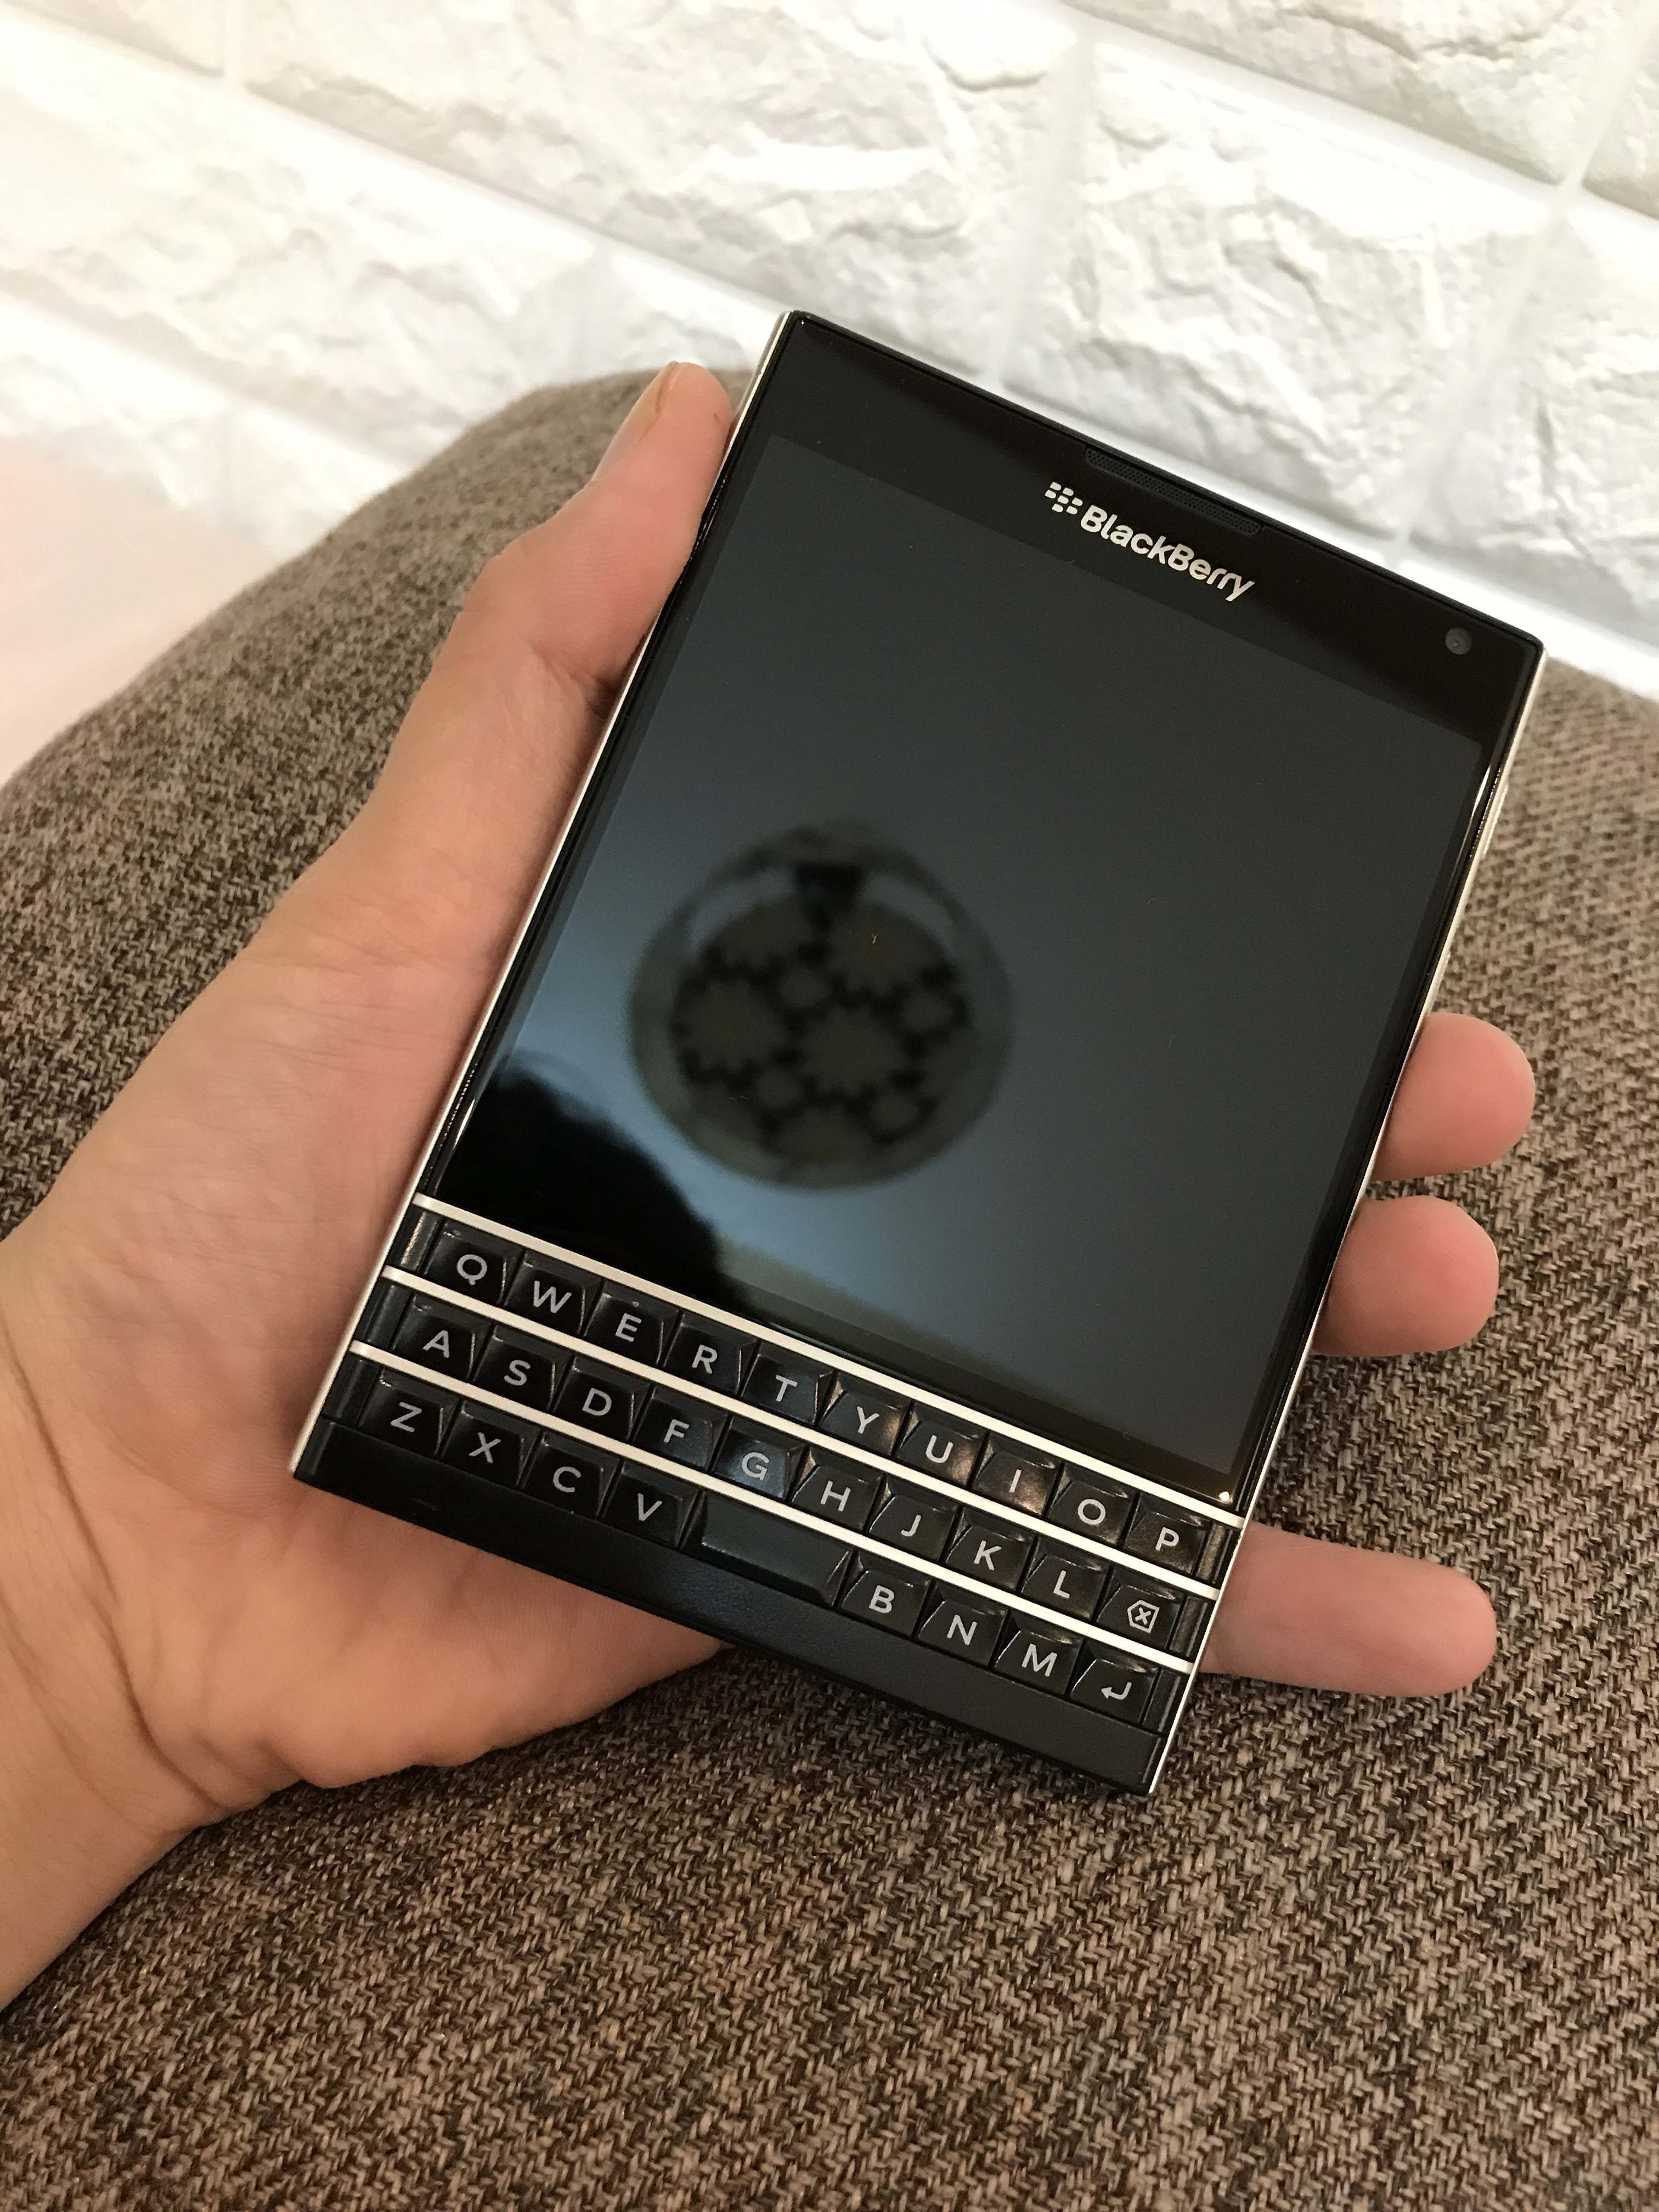 BlackBerry
Q W E R T Y U I O P
A S D F G H J K L
Z X C V B N M